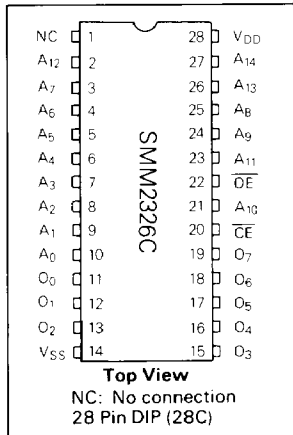 NC 1 28 VDD
A12 2 27 A14
A7 3 26 A13
A6 4 25 A8
A5 5 24 A9
A4 6 23 A11
A3 7 22 OE
A2 8 21 A10
A1 9 20 CE
A0 10 19 O7
O0 11 18 O6
O1 12 17 O5
O2 13 16 O4
VSS 14 15 O3
SMM2326C
Top View
NC: No connection
28 Pin DIP (28C)